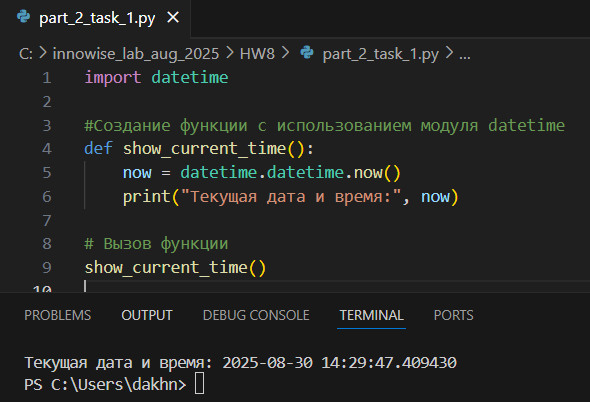 part_2_task_1.py
C: > innowise_lab_aug_2025 > HW8 > part_2_task_1.py > ...
1 import datetime
2
3 #Создание функции с использованием модуля datetime
4 def show_current_time():
5 now = datetime.datetime.now()
6 print("Текущая дата и время:", now)
7
8 # Вызов функции
9 show_current_time()
10
PROBLEMS OUTPUT DEBUG CONSOLE TERMINAL PORTS
Текущая дата и время: 2025-08-30 14:29:47.409430
PS C:\Users\dakhn>